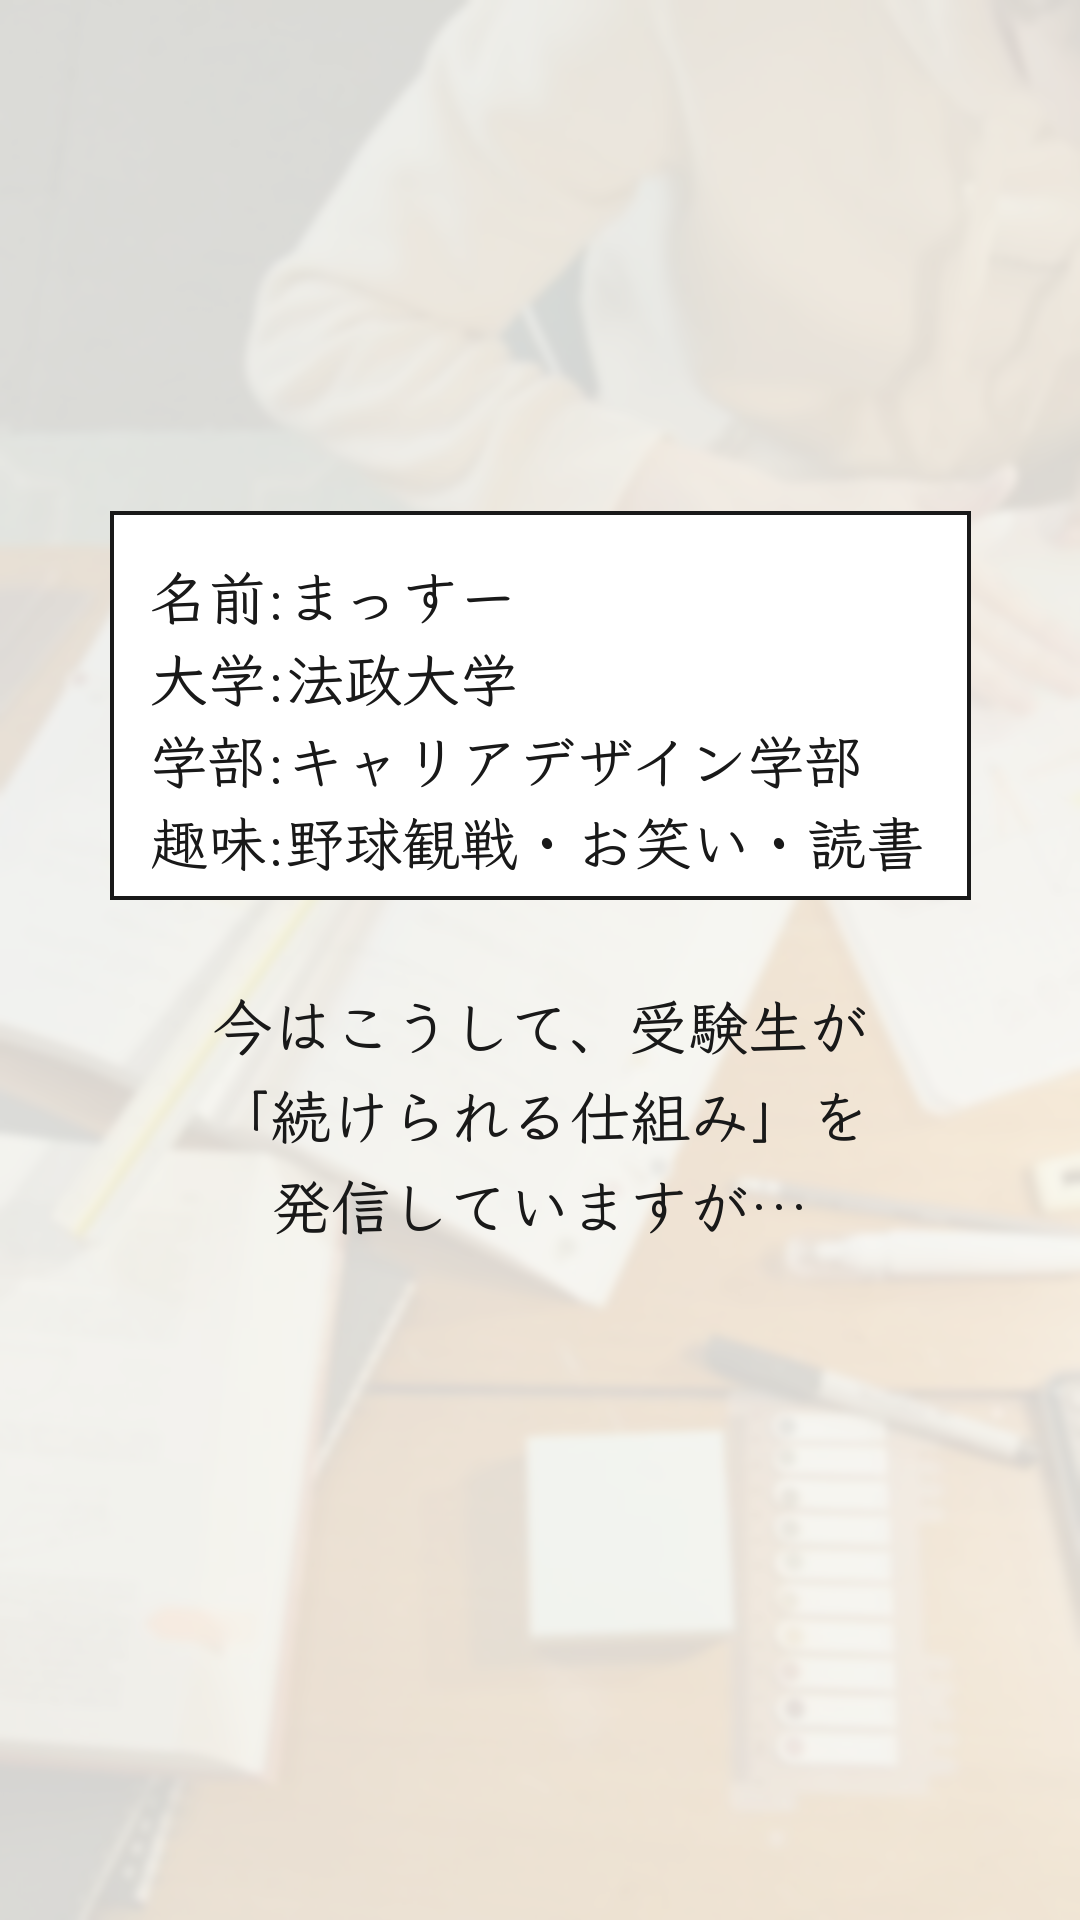 名前:まっすー
大学:法政大学
学部:キャリアデザイン学部
趣味:野球観戦・お笑い・読書
今はこうして、受験生が
「続けられる仕組み」を
発信していますが…